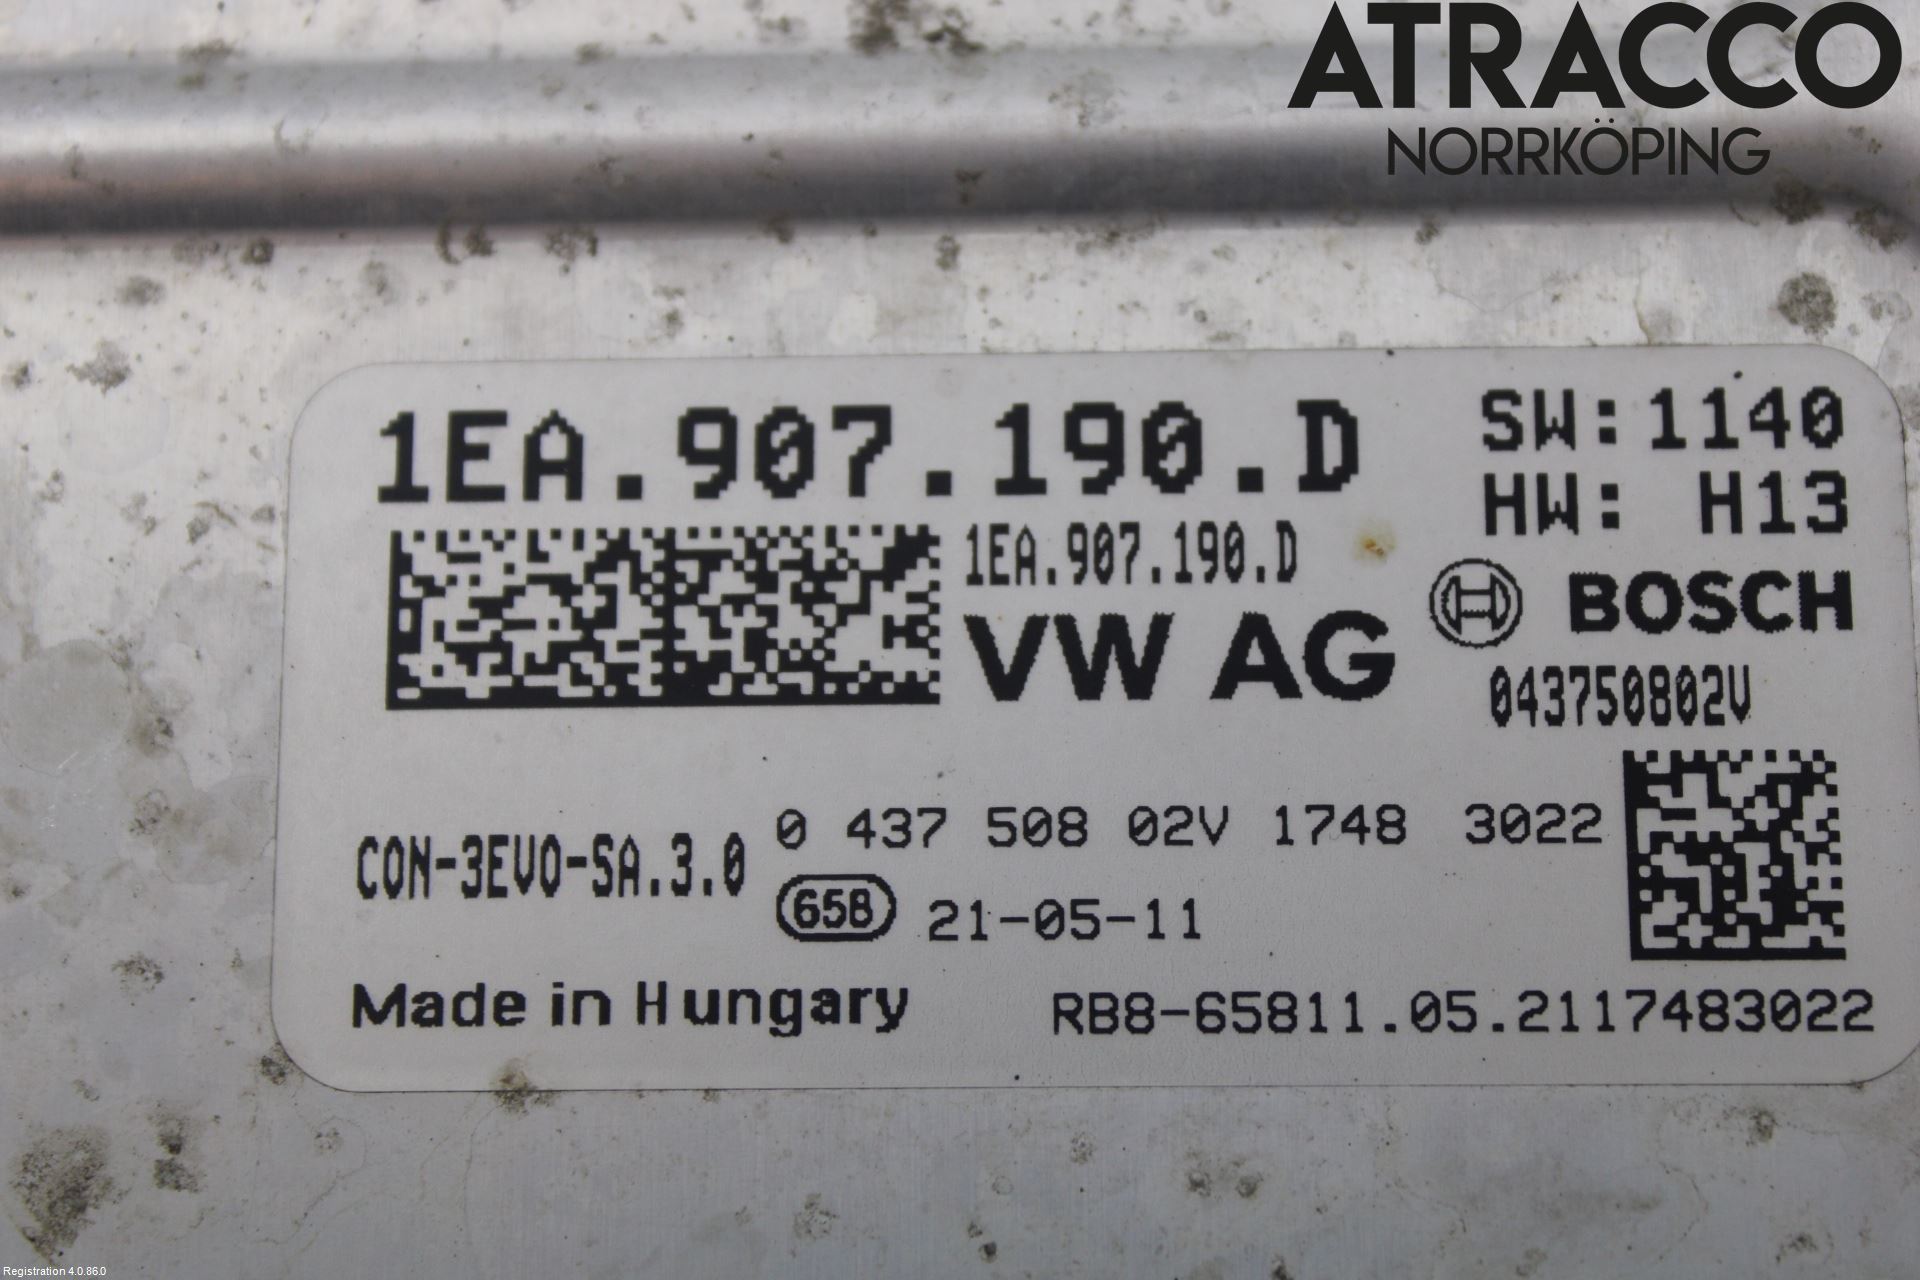 ATRACCO
NORRKÖPING
1EA.907.190.D
SW:1140
HW: H13
1EA.907.190.D
VW AG
BOSCH
043750802V
CON-3EVO-SA.3.0
0 437 508 02V 1748 3022
65B 21-05-11
Made in Hungary
RB8-65811.05.2117483022
Registration 4.0.86.0